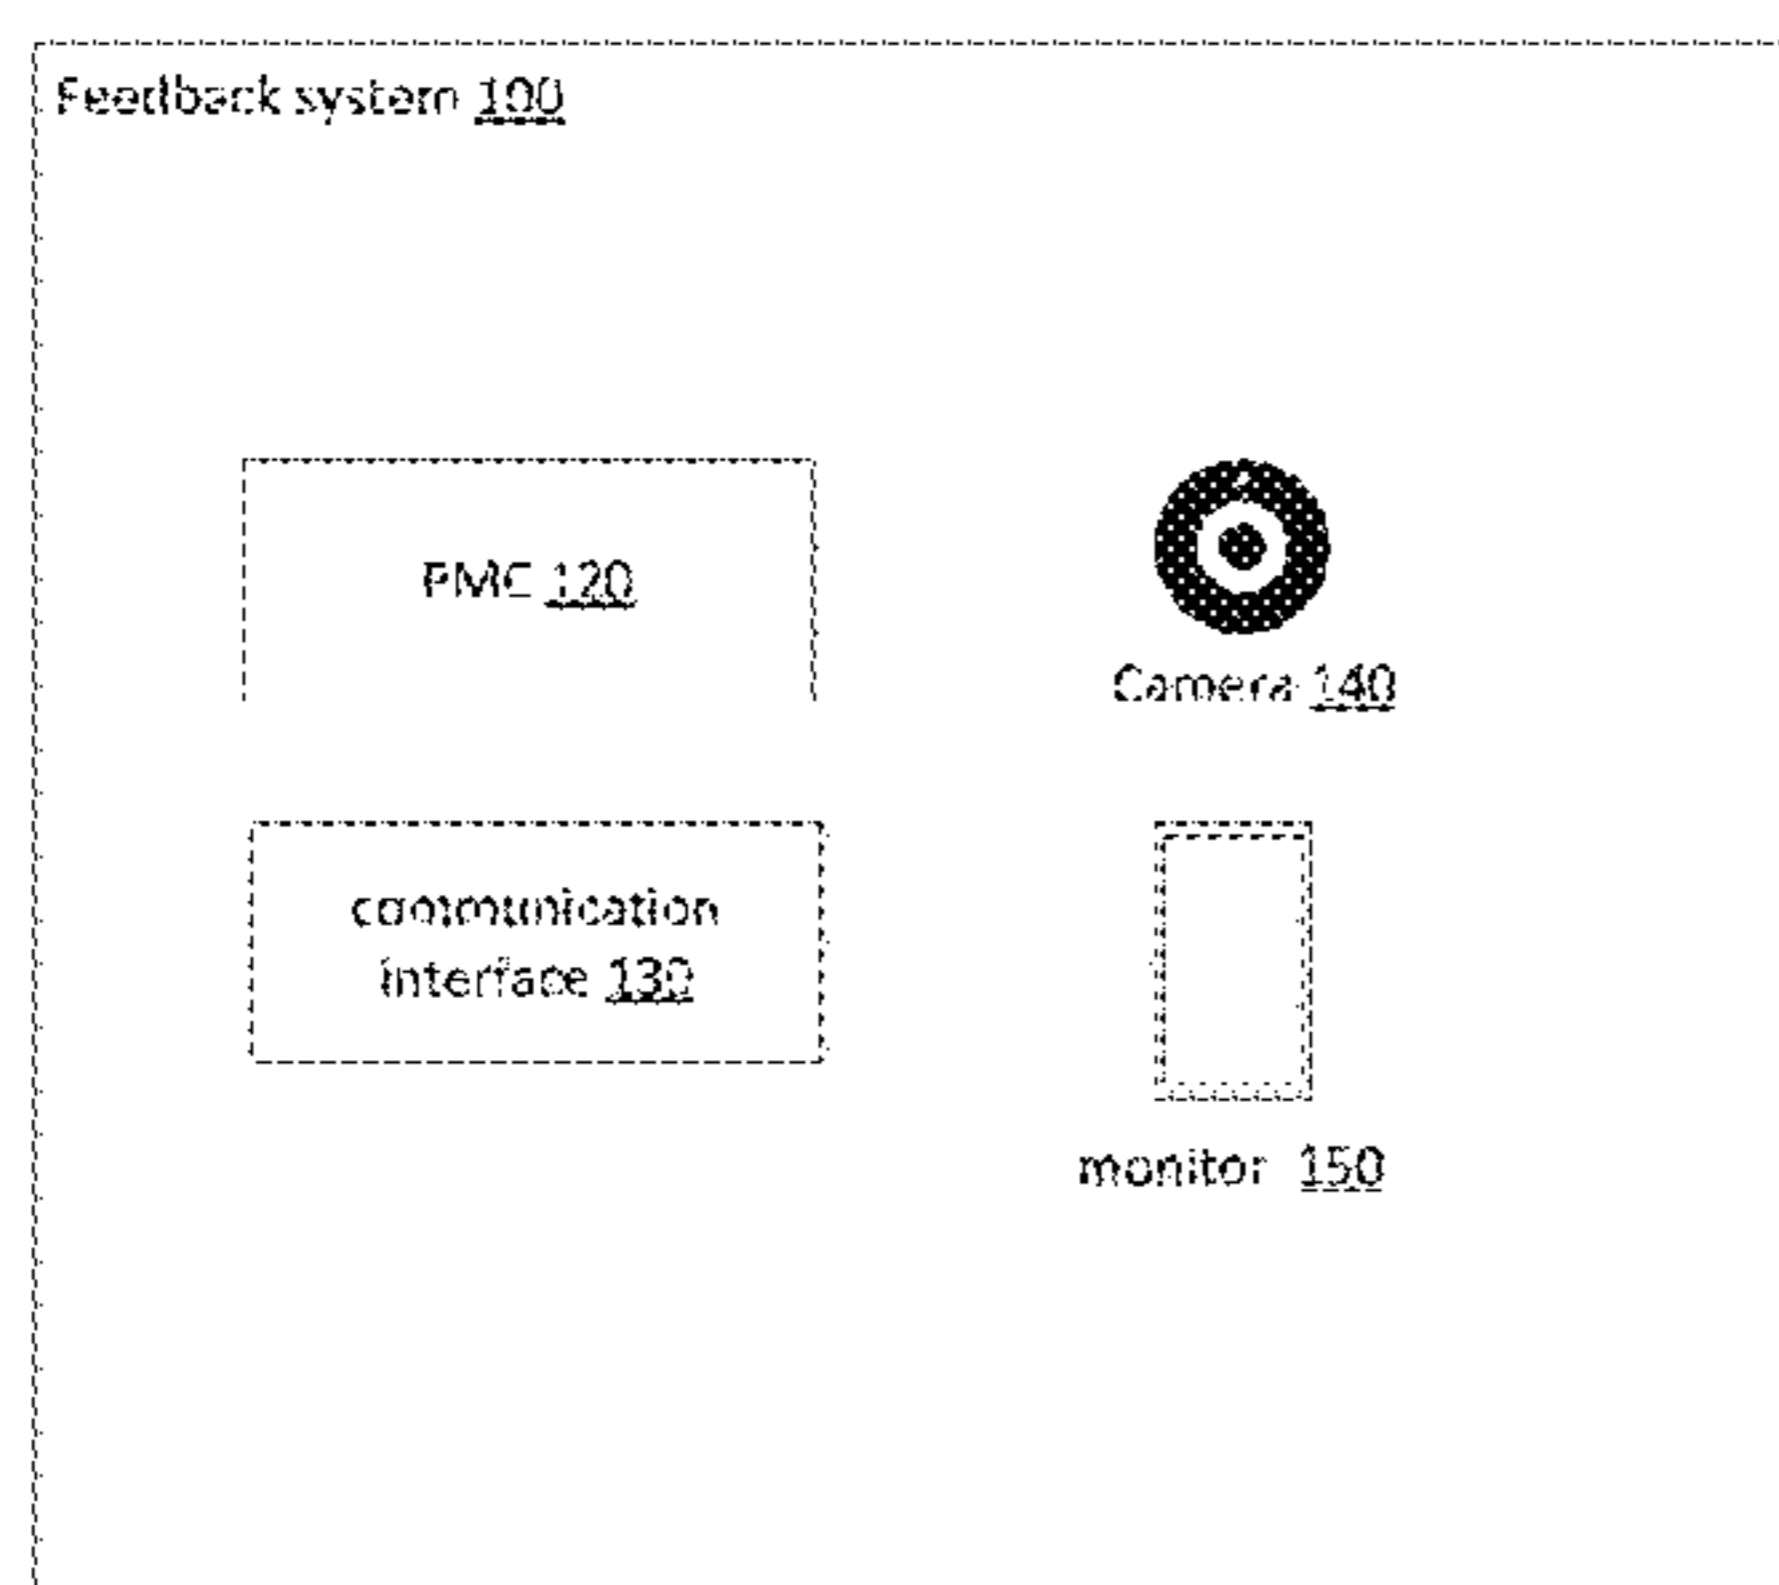 Feedback system 100
PMC 120
Camera 140
communication
interface 130
monitor 150